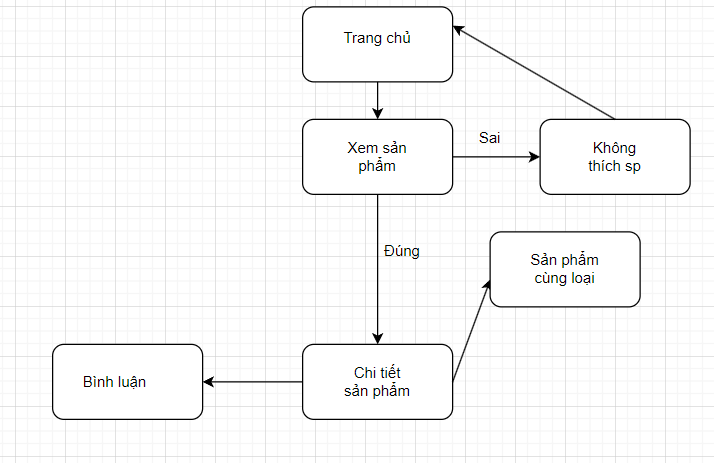 Trang chủ
Xem sản
phẩm
Sai
Không
thích sp
Đúng
Sản phẩm
cùng loại
Bình luận
Chi tiết
sản phẩm